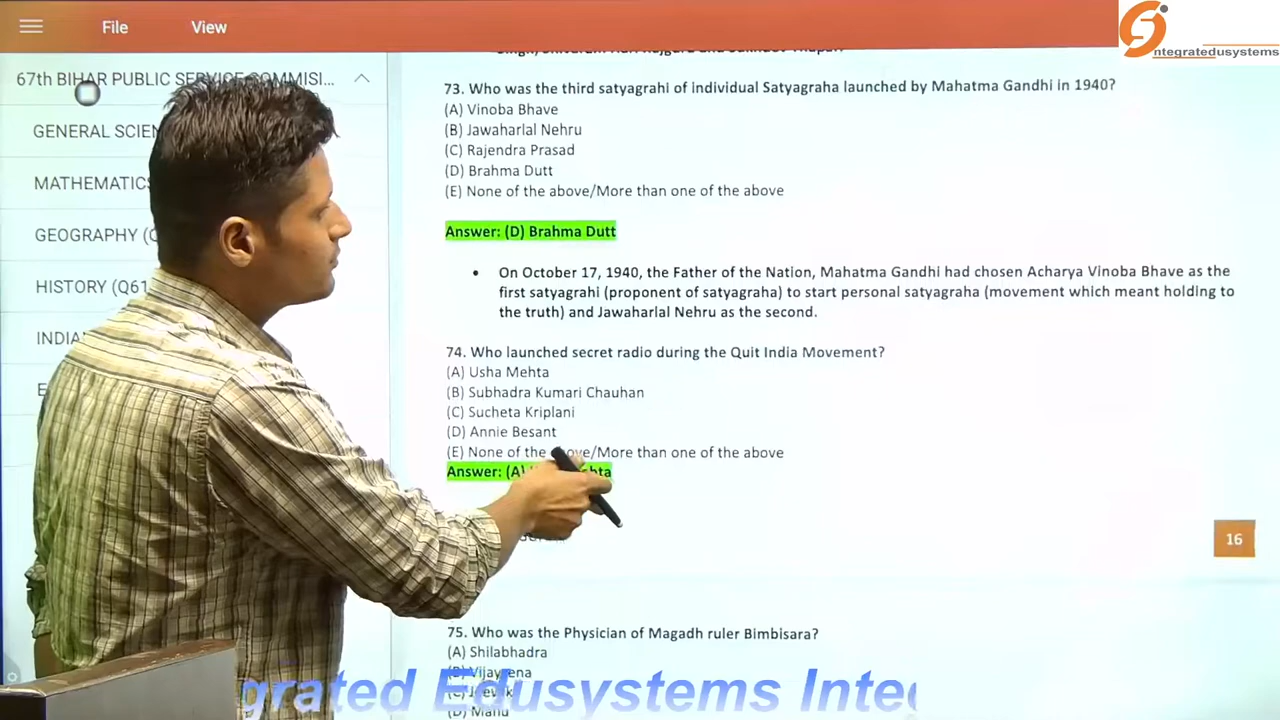 File View
ntegratedusystems
67th BIHAR PUBLIC SERVICE COMMISI...
GENERAL SCIEN
MATHEMATICS
GEOGRAPHY (
HISTORY (Q61
INDIA
73. Who was the third satyagrahi of individual Satyagraha launched by Mahatma Gandhi in 1940?
(A) Vinoba Bhave
(B) Jawaharlal Nehru
(C) Rajendra Prasad
(D) Brahma Dutt
(E) None of the above/More than one of the above
Answer: (D) Brahma Dutt
• On October 17, 1940, the Father of the Nation, Mahatma Gandhi had chosen Acharya Vinoba Bhave as the
first satyagrahi (proponent of satyagraha) to start personal satyagraha (movement which meant holding to
the truth) and Jawaharlal Nehru as the second.
74. Who launched secret radio during the Quit India Movement?
(A) Usha Mehta
(B) Subhadra Kumari Chauhan
(C) Sucheta Kriplani
(D) Annie Besant
(E) None of the above/More than one of the above
Answer: (A) hta
16
75. Who was the Physician of Magadh ruler Bimbisara?
(A) Shilabhadra
(B) Vijaysena
(D) Manu
grated Edusystems Inte